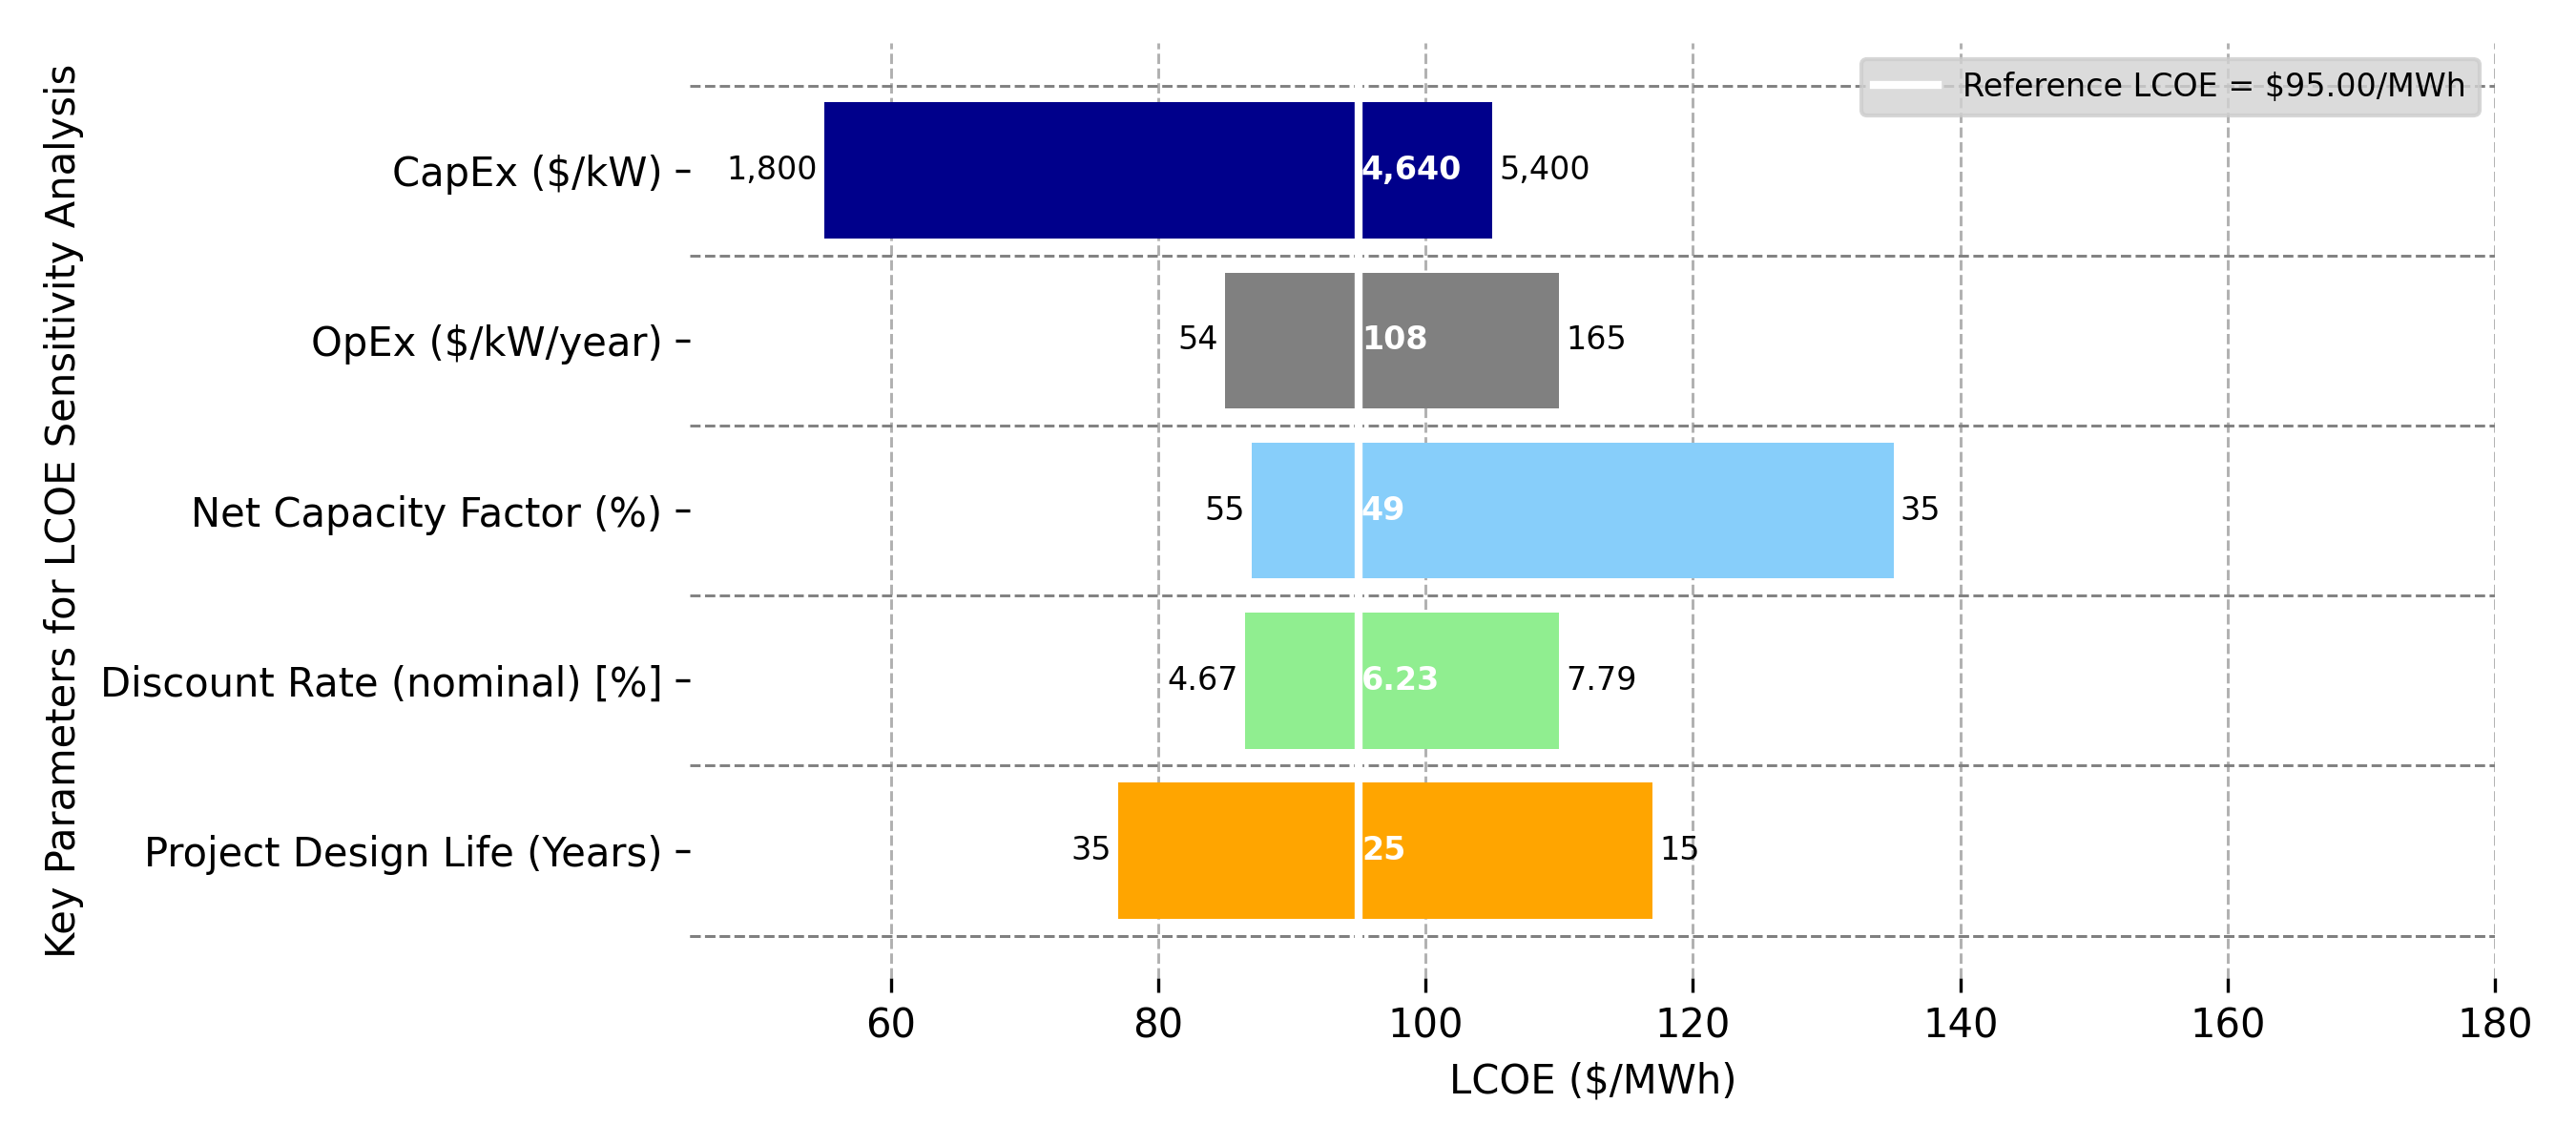 Key Parameters for LCOE Sensitivity Analysis
Reference LCOE = $95.00/MWh
CapEx ($/kW)
1,800
4,640
5,400
OpEx ($/kW/year)
54
108
165
Net Capacity Factor (%)
55
49
35
Discount Rate (nominal) [%]
4.67
6.23
7.79
Project Design Life (Years)
35
25
15
60
80
100
120
140
160
180
LCOE ($/MWh)